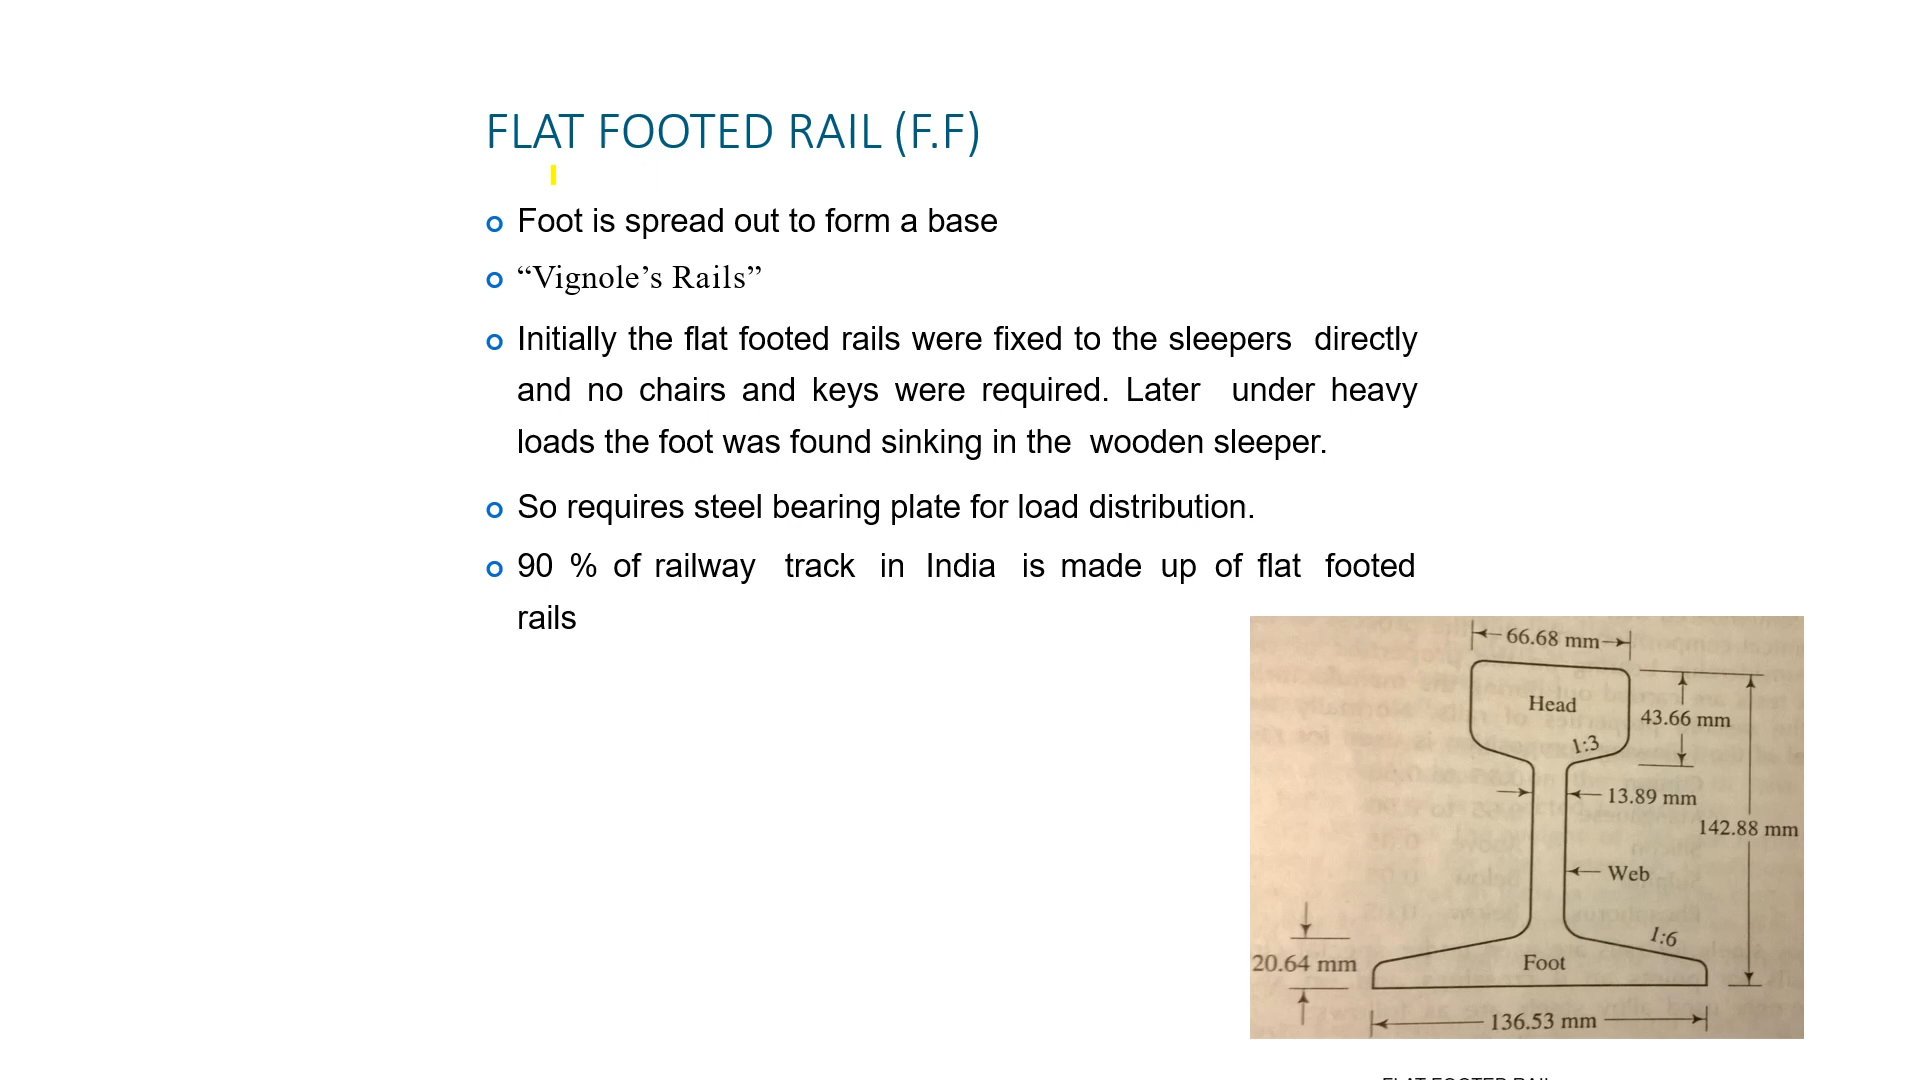 FLAT FOOTED RAIL (F.F)
Foot is spread out to form a base
“Vignole’s Rails”
Initially the flat footed rails were fixed to the sleepers directly
and no chairs and keys were required. Later under heavy
loads the foot was found sinking in the wooden sleeper.
So requires steel bearing plate for load distribution.
90 % of railway track in India is made up of flat footed
rails
66.68 mm
Head
43.66 mm
1:3
13.89 mm
142.88 mm
Web
1:6
20.64 mm
Foot
136.53 mm